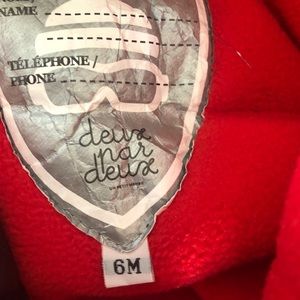 NAME
TÉLÉPHONE /
PHONE
deux
par
deux
6M